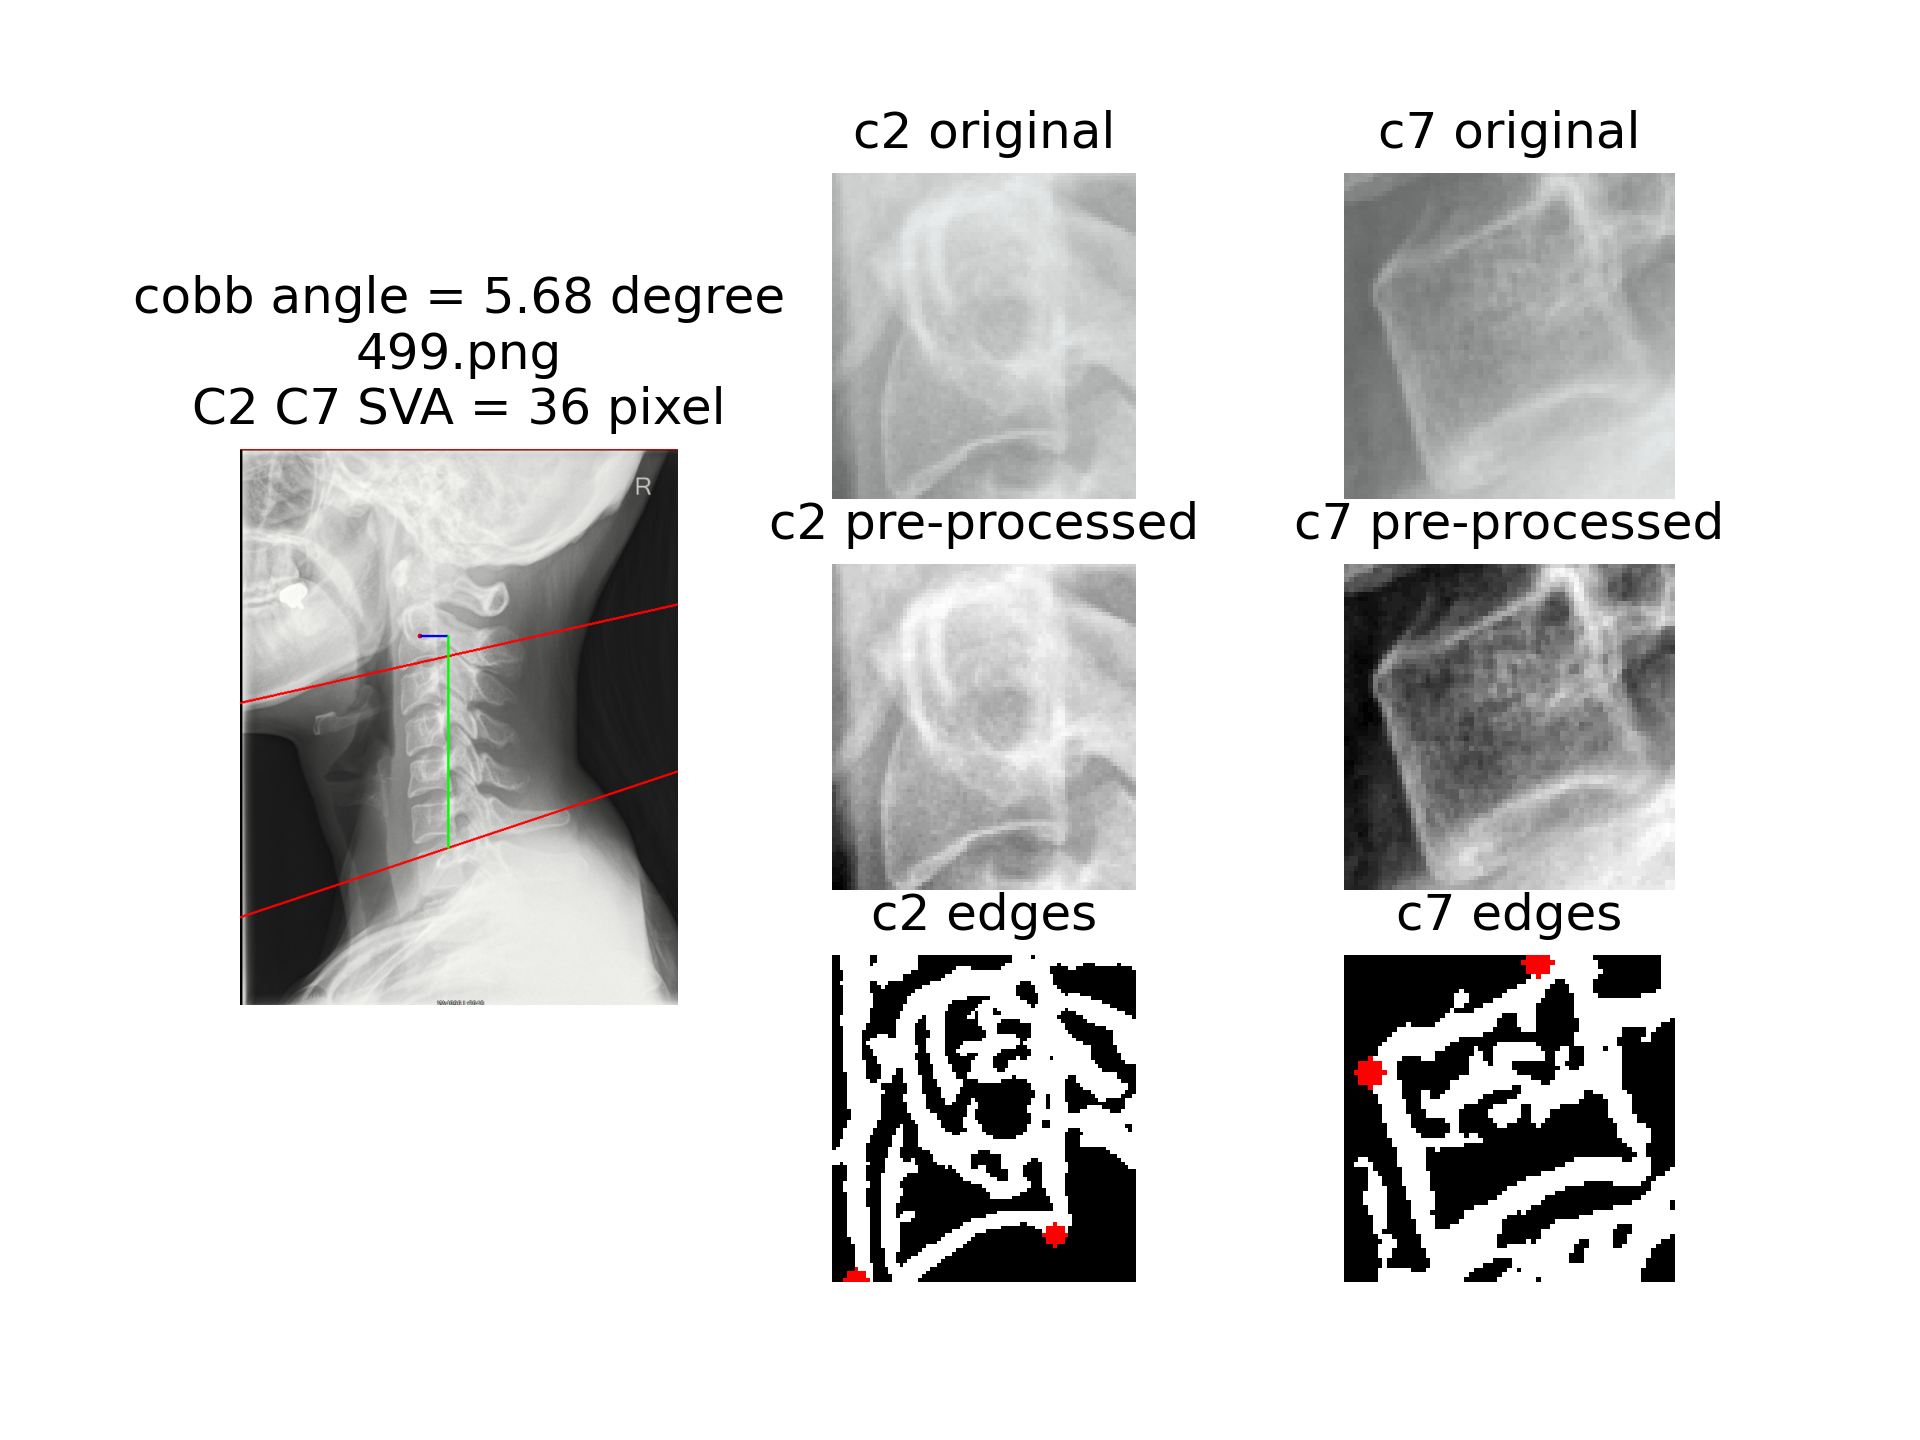 cobb angle = 5.68 degree
499.png
C2 C7 SVA = 36 pixel
R
c2 original
c7 original
c2 pre-processed
c7 pre-processed
c2 edges
c7 edges